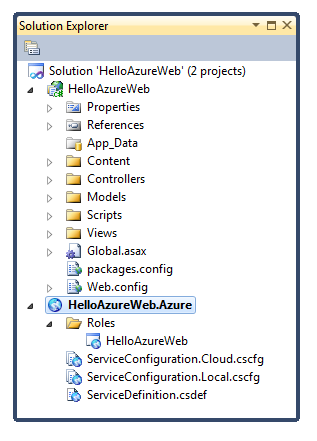 Solution Explorer
Solution 'HelloAzureWeb' (2 projects)
HelloAzureWeb
Properties
References
App_Data
Content
Controllers
Models
Scripts
Views
Global.asax
packages.config
Web.config
HelloAzureWeb.Azure
Roles
HelloAzureWeb
ServiceConfiguration.Cloud.cscfg
ServiceConfiguration.Local.cscfg
ServiceDefinition.csdef